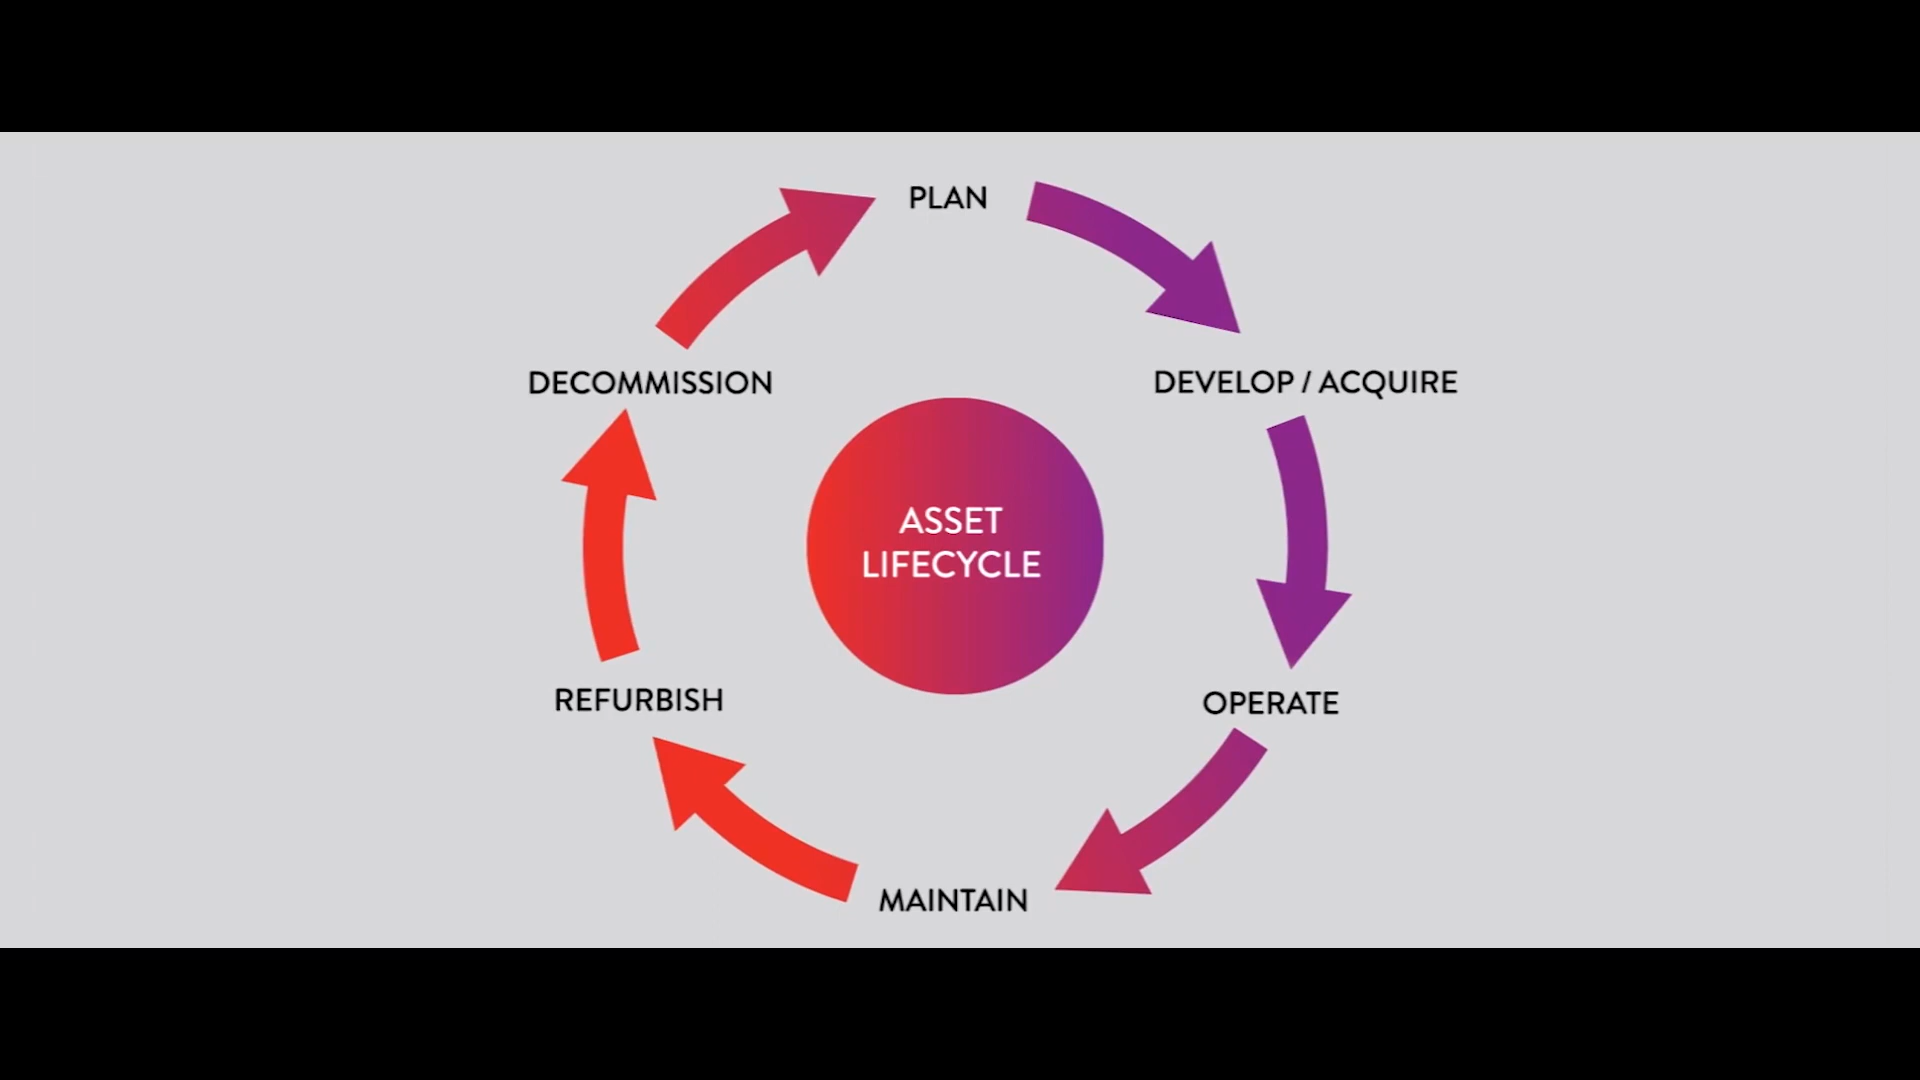 PLAN
DEVELOP / ACQUIRE
OPERATE
MAINTAIN
REFURBISH
DECOMMISSION
ASSET
LIFECYCLE